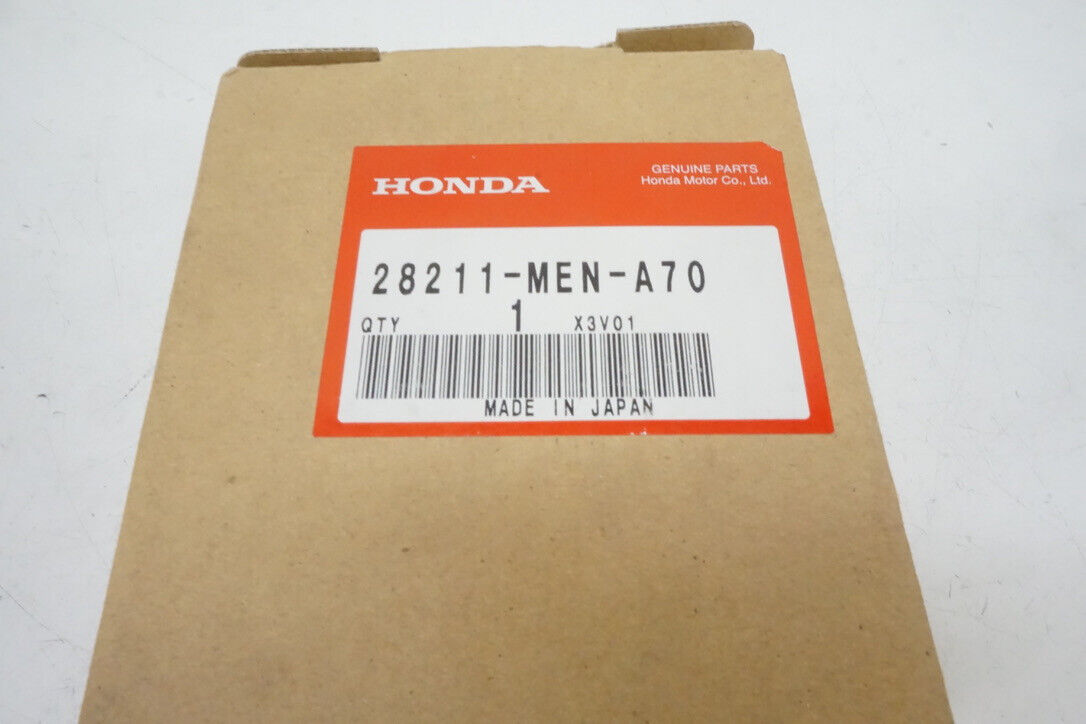 HONDA
GENUINE PARTS
Honda Motor Co., Ltd.
28211-MEN-A70
QTY 1 X3V01
MADE IN JAPAN